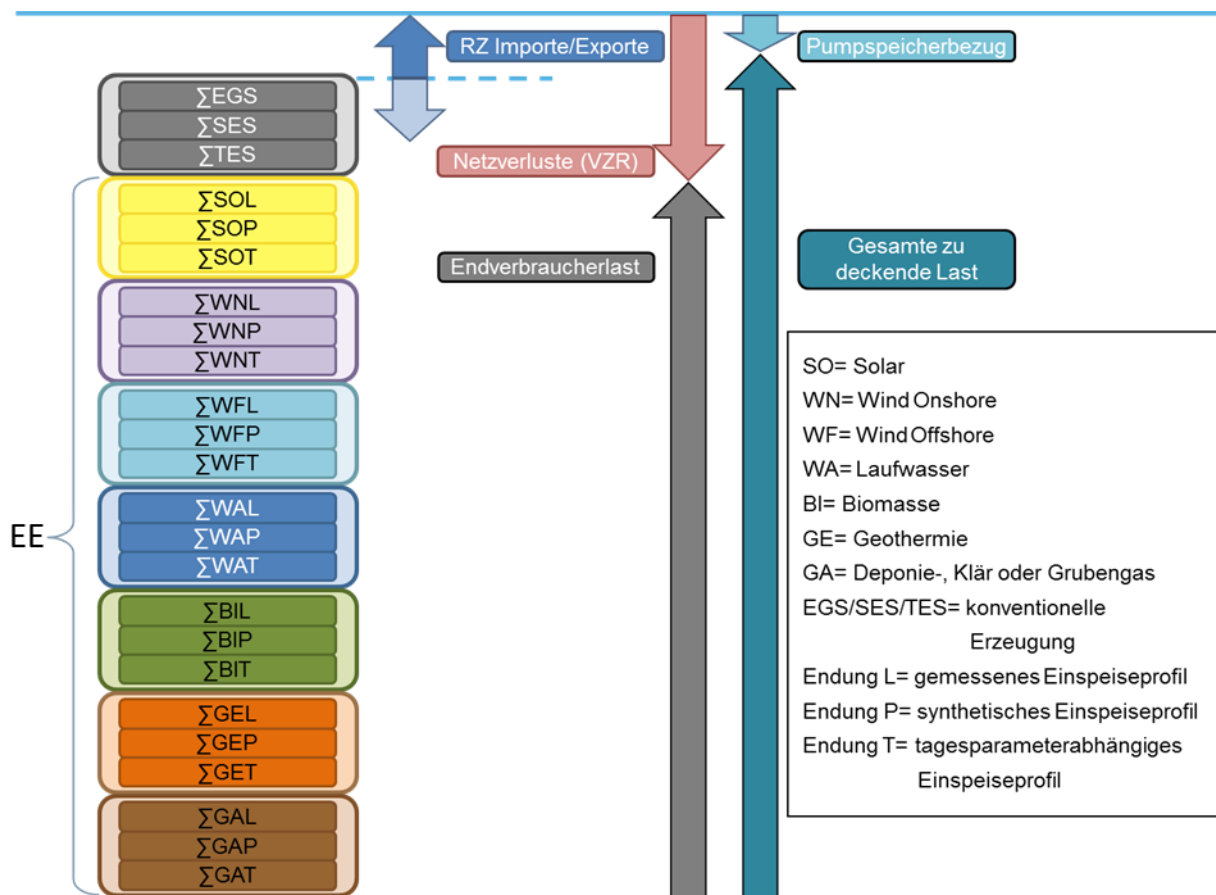 RZ Importe/Exporte
Pumpspeicherbezug
∑EGS
∑SES
∑TES
Netzverluste (VZR)
∑SOL
∑SOP
∑SOT
Endverbraucherlast
Gesamte zu
deckende Last
∑WNL
∑WNP
∑WNT
∑WFL
∑WFP
∑WFT
EE
∑WAL
∑WAP
∑WAT
∑BIL
∑BIP
∑BIT
∑GEL
∑GEP
∑GET
∑GAL
∑GAP
∑GAT
SO= Solar
WN= Wind Onshore
WF= Wind Offshore
WA= Laufwasser
BI= Biomasse
GE= Geothermie
GA= Deponie-, Klär oder Grubengas
EGS/SES/TES= konventionelle
Erzeugung
Endung L= gemessenes Einspeiseprofil
Endung P= synthetisches Einspeiseprofil
Endung T= tagesparameterabhängiges
Einspeiseprofil